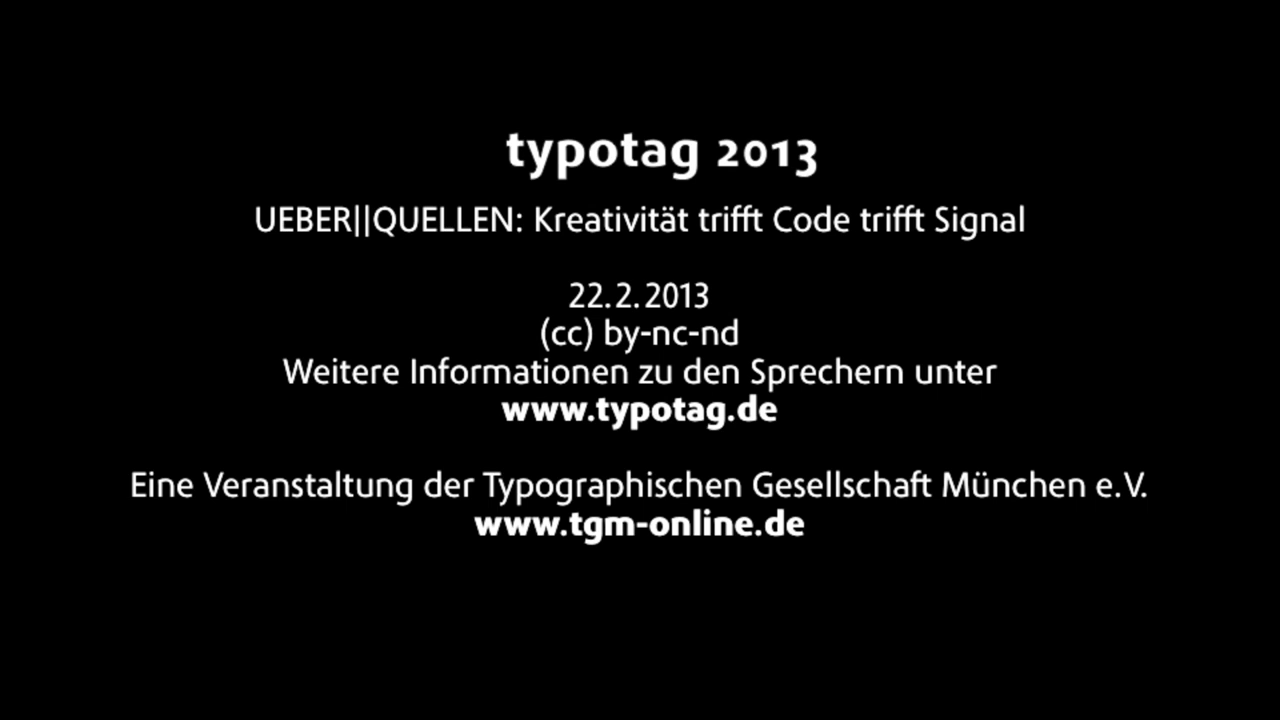 typotag 2013
UEBER||QUELLEN: Kreativität trifft Code trifft Signal
22.2.2013
(cc) by-nc-nd
Weitere Informationen zu den Sprechern unter
www.typotag.de
Eine Veranstaltung der Typographischen Gesellschaft München e.V.
www.tgm-online.de